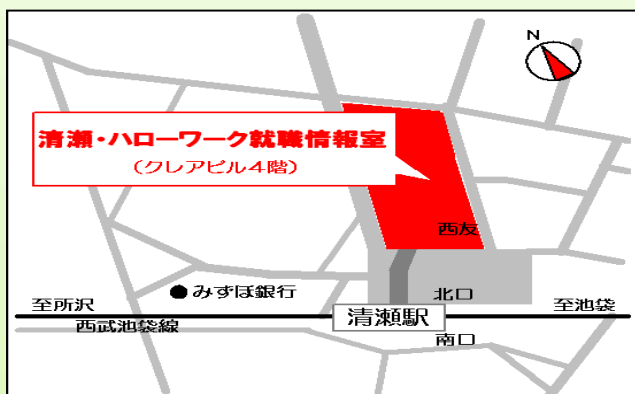 N
清瀬・ハローワーク就職情報室
(クレアビル4階)
西友
みずほ銀行
北口
至所沢
至池袋
清瀬駅
西武池袋線
南口